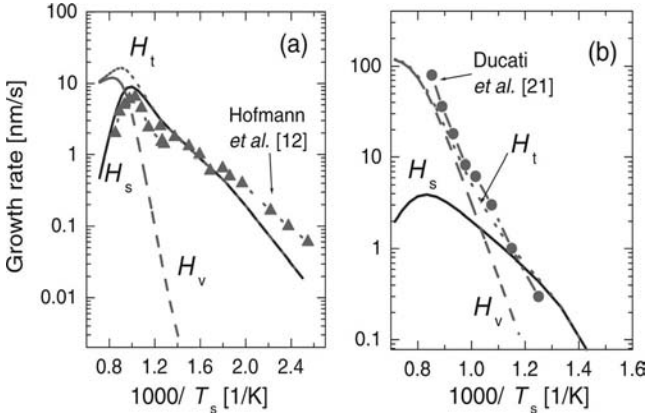 100
10
1
0.1
0.01
Growth rate [nm/s]
(a)
H t
Hofmann
et al. [12]
H s
H v
0.8 1.2 1.6 2.0 2.4
1000/ T s [1/K]
100
10
1
0.1
(b)
Ducati
et al. [21]
H t
H s
H v
0.8 1.0 1.2 1.4 1.6
1000/ T s [1/K]